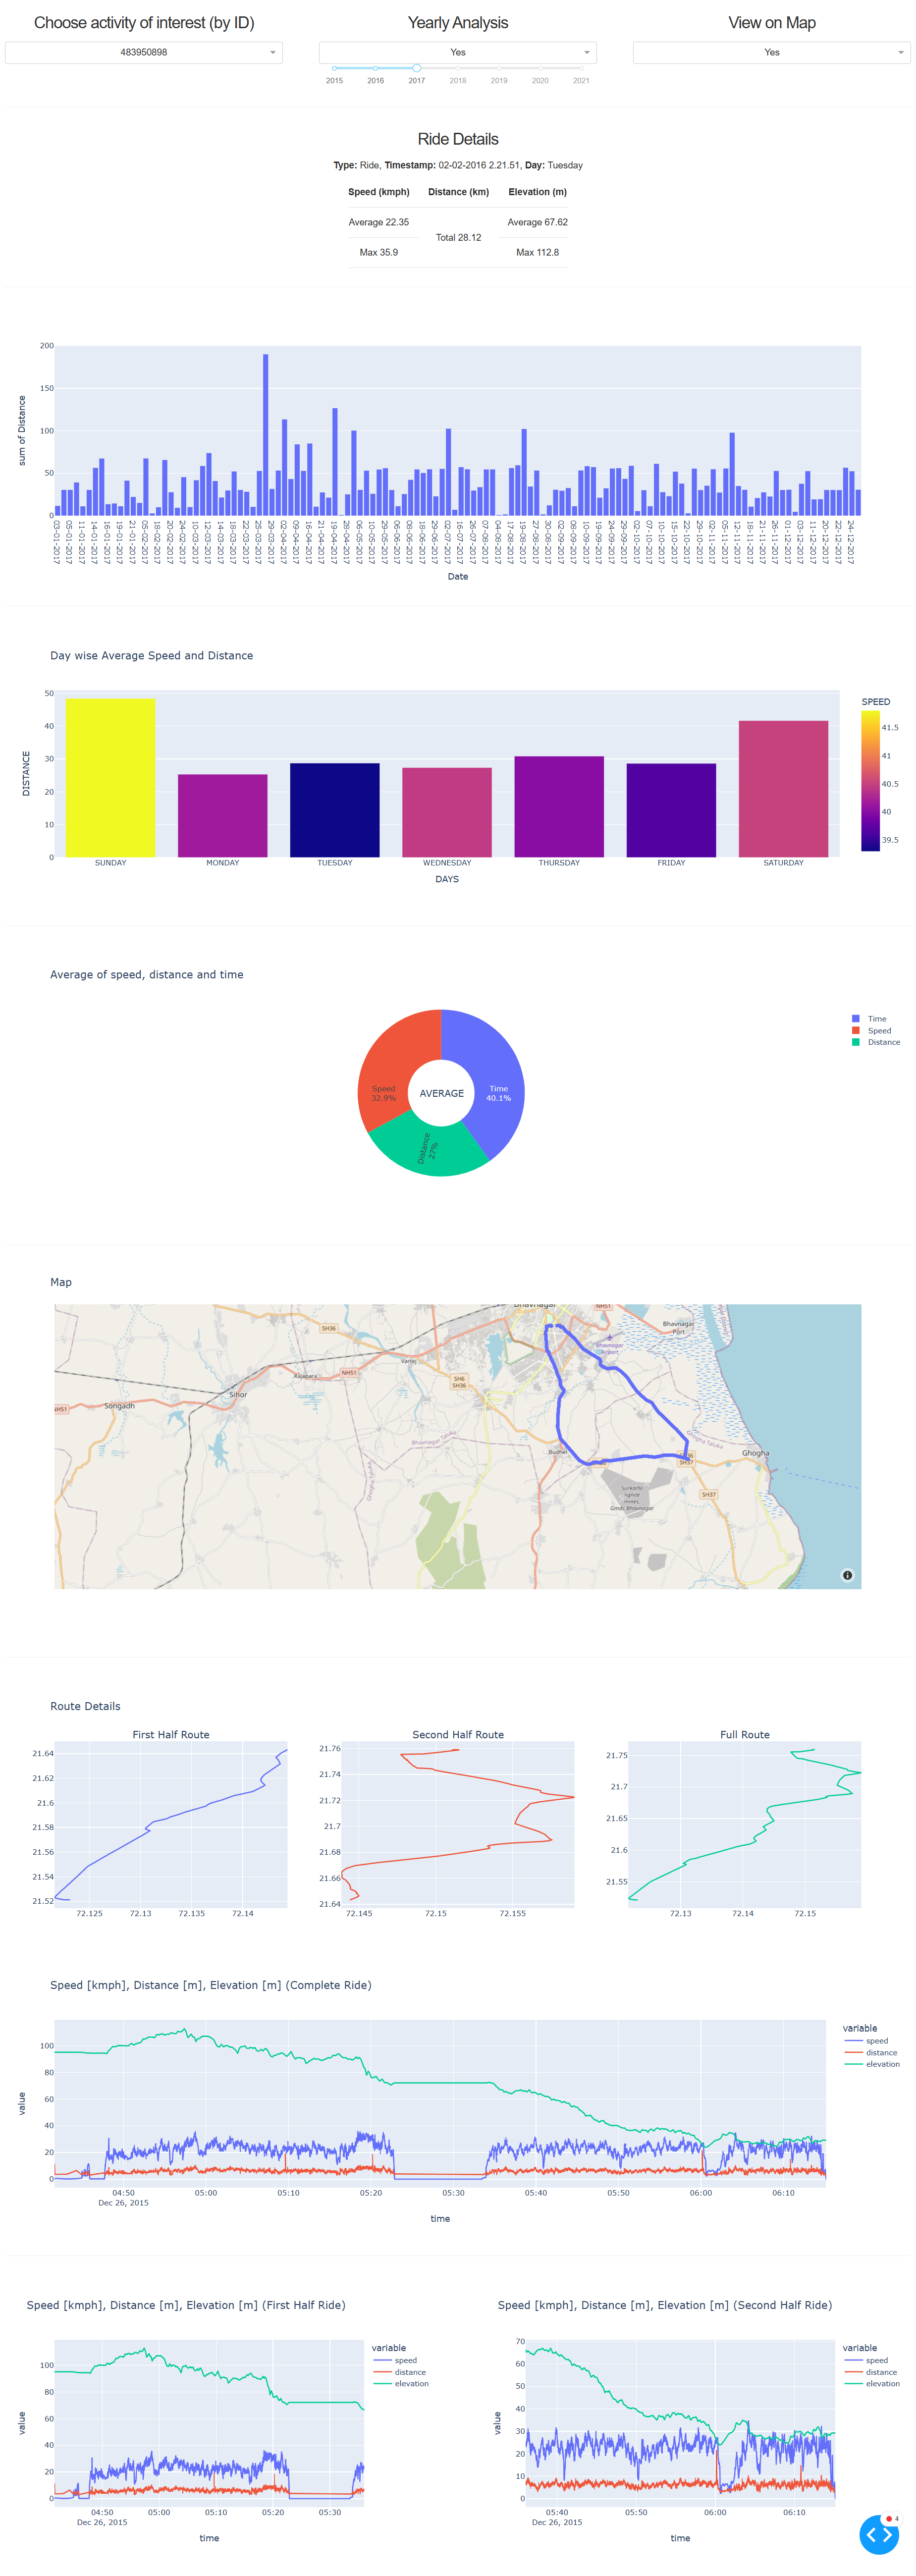 Choose activity of interest (by ID)
Yearly Analysis
View on Map
483950898
Yes
Yes
2015 2016 2017 2018 2019 2020 2021
Ride Details
Type: Ride, Timestamp: 02-02-2016 2.21.51, Day: Tuesday
Speed (kmph) Distance (km) Elevation (m)
Average 22.35 Average 67.62
Total 28.12
Max 35.9 Max 112.8
200
150
100
50
0
sum of Distance
03-01-2017 05-01-2017 11-01-2017 14-01-2017 16-01-2017 19-01-2017 21-01-2017 05-02-2017 18-02-2017 20-02-2017 24-02-2017 10-03-2017 12-03-2017 14-03-2017 18-03-2017 22-03-2017 25-03-2017 29-03-2017 02-04-2017 09-04-2017 16-04-2017 21-04-2017 19-04-2017 28-04-2017 06-05-2017 10-05-2017 29-05-2017 06-06-2017 08-06-2017 18-06-2017 29-06-2017 02-07-2017 16-07-2017 26-07-2017 07-08-2017 04-08-2017 17-08-2017 19-08-2017 27-08-2017 30-08-2017 02-09-2017 08-09-2017 10-09-2017 19-09-2017 24-09-2017 29-09-2017 02-10-2017 07-10-2017 10-10-2017 15-10-2017 22-10-2017 29-10-2017 02-11-2017 05-11-2017 12-11-2017 18-11-2017 21-11-2017 26-11-2017 01-12-2017 03-12-2017 11-12-2017 20-12-2017 22-12-2017 24-12-2017
Date
Day wise Average Speed and Distance
50
40
30
20
10
0
DISTANCE
SUNDAY MONDAY TUESDAY WEDNESDAY THURSDAY FRIDAY SATURDAY
DAYS
SPEED
41.5
41
40.5
40
39.5
Average of speed, distance and time
Time
Speed
Distance
Speed
32.9%
AVERAGE
Time
40.1%
Distance
27%
Map
Bhavnagar
NH51
SH36
Bhavnagar
Port
Bhavnagar
Airport
Vartej
Rajapara
NH51
SH6
SH36
Sihor
Songadh
NH51
Bhavnagar Taluka
Ghogha Taluka
Ghogha Taluka
Budhel
Ghogha
SH37
SH37
Surkasht
lignite
mines,
Gmdc Bhavnagar
Route Details
First Half Route
Second Half Route
Full Route
21.64
21.62
21.6
21.58
21.56
21.54
21.52
72.125 72.13 72.135 72.14
21.76
21.74
21.72
21.7
21.68
21.66
21.64
72.145 72.15 72.155
21.75
21.7
21.65
21.6
21.55
72.13 72.14 72.15
Speed [kmph], Distance [m], Elevation [m] (Complete Ride)
100
80
60
40
20
0
value
04:50 05:00 05:10 05:20 05:30 05:40 05:50 06:00 06:10
Dec 26, 2015
time
variable
speed
distance
elevation
Speed [kmph], Distance [m], Elevation [m] (First Half Ride)
100
80
60
40
20
0
value
04:50 05:00 05:10 05:20 05:30
Dec 26, 2015
time
variable
speed
distance
elevation
Speed [kmph], Distance [m], Elevation [m] (Second Half Ride)
70
60
50
40
30
20
10
0
value
05:40 05:50 06:00 06:10
Dec 26, 2015
time
variable
speed
distance
elevation
4